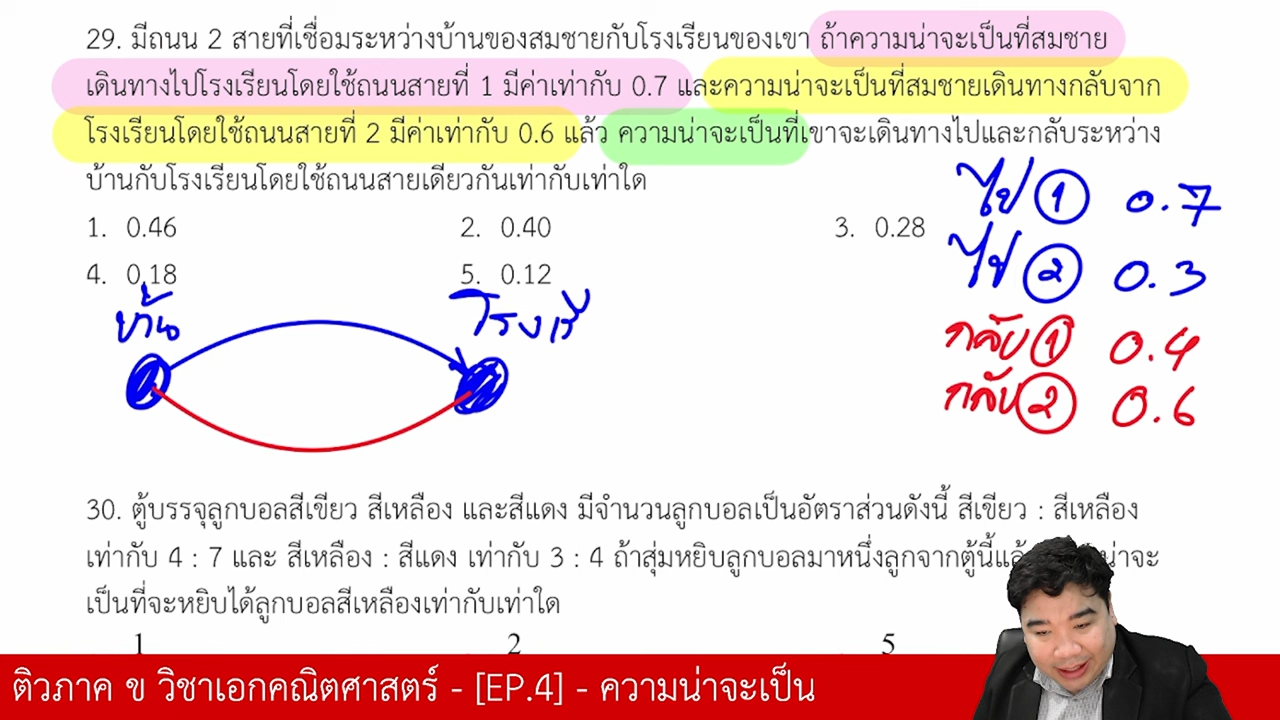 29. มีถนน 2 สายที่เชื่อมระหว่างบ้านของสมชายกับโรงเรียนของเขา ถ้าความน่าจะเป็นที่สมชาย
เดินทางไปโรงเรียนโดยใช้ถนนสายที่ 1 มีค่าเท่ากับ 0.7 และความน่าจะเป็นที่สมชายเดินทางกลับจาก
โรงเรียนโดยใช้ถนนสายที่ 2 มีค่าเท่ากับ 0.6 แล้ว ความน่าจะเป็นที่เขาจะเดินทางไปและกลับระหว่าง
บ้านกับโรงเรียนโดยใช้ถนนสายเดียวกันเท่ากับเท่าใด
ไป 1 0.7
1. 0.46 2. 0.40 3. 0.28
ไป 2 0.3
4. 0.18 5. 0.12
บ้าน โรงเรี
กลับ 1 0.4
กลับ 2 0.6
30. ตู้บรรจุลูกบอลสีเขียว สีเหลือง และสีแดง มีจำนวนลูกบอลเป็นอัตราส่วนดังนี้ สีเขียว : สีเหลือง
เท่ากับ 4 : 7 และ สีเหลือง : สีแดง เท่ากับ 3 : 4 ถ้าสุ่มหยิบลูกบอลมาหนึ่งลูกจากตู้นี้แล้ว น่าจะ
เป็นที่จะหยิบได้ลูกบอลสีเหลืองเท่ากับเท่าใด
1 2 5
ติวภาค ข วิชาเอกคณิตศาสตร์ - [EP.4] - ความน่าจะเป็น